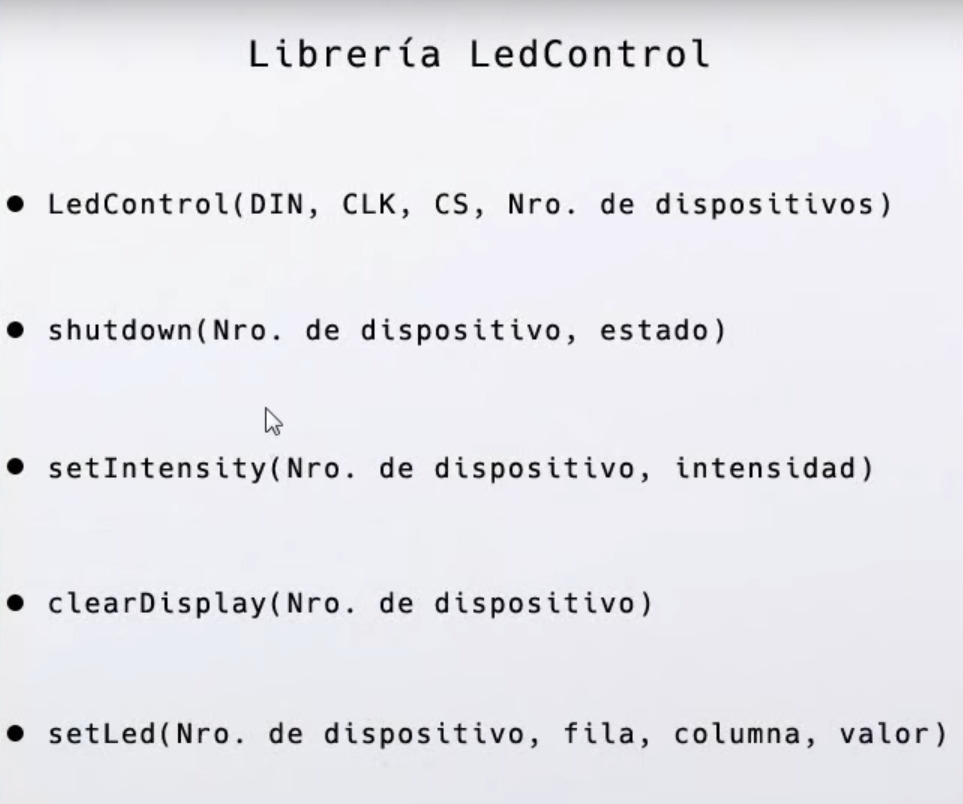 Librería LedControl
● LedControl(DIN, CLK, CS, Nro. de dispositivos)
● shutdown(Nro. de dispositivo, estado)
● setIntensity(Nro. de dispositivo, intensidad)
● clearDisplay(Nro. de dispositivo)
● setLed(Nro. de dispositivo, fila, columna, valor)